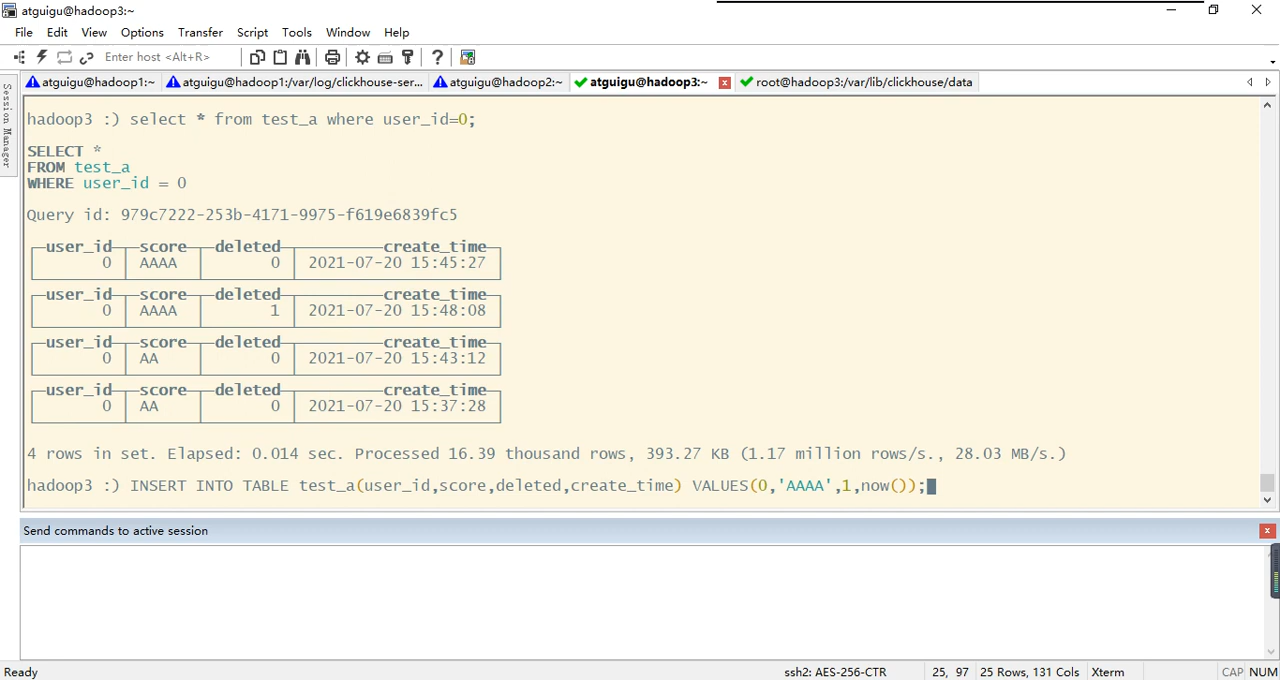 atguigu@hadoop3:~
File Edit View Options Transfer Script Tools Window Help
Enter host <Alt+R>
Session Manager
atguigu@hadoop1:~ atguigu@hadoop1:/var/log/clickhouse-ser... atguigu@hadoop2:~ atguigu@hadoop3:~ root@hadoop3:/var/lib/clickhouse/data
hadoop3 :) select * from test_a where user_id=0;
SELECT *
FROM test_a
WHERE user_id = 0
Query id: 979c7222-253b-4171-9975-f619e6839fc5
user_id score deleted create_time
0 AAAA 0 2021-07-20 15:45:27
user_id score deleted create_time
0 AAAA 1 2021-07-20 15:48:08
user_id score deleted create_time
0 AA 0 2021-07-20 15:43:12
user_id score deleted create_time
0 AA 0 2021-07-20 15:37:28
4 rows in set. Elapsed: 0.014 sec. Processed 16.39 thousand rows, 393.27 KB (1.17 million rows/s., 28.03 MB/s.)
hadoop3 :) INSERT INTO TABLE test_a(user_id,score,deleted,create_time) VALUES(0,'AAAA',1,now());
Send commands to active session
Ready ssh2: AES-256-CTR 25, 97 25 Rows, 131 Cols Xterm CAP NUM